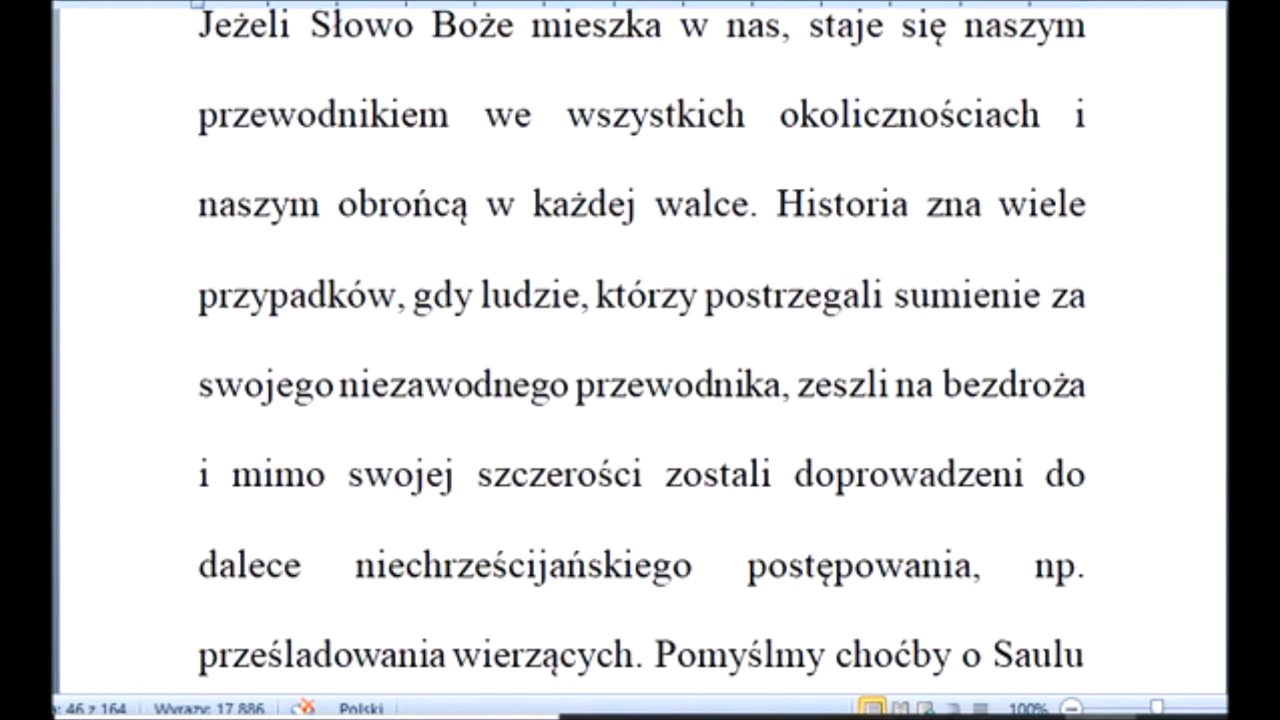 Jeżeli Słowo Boże mieszka w nas, staje się naszym
przewodnikiem we wszystkich okolicznościach i
naszym obrońcą w każdej walce. Historia zna wiele
przypadków, gdy ludzie, którzy postrzegali sumienie za
swojego niezawodnego przewodnika, zeszli na bezdroża
i mimo swojej szczerości zostali doprowadzeni do
dalece niechrześcijańskiego postępowania, np.
prześladowania wierzących. Pomyślmy choćby o Saulu
: 46 z 164 Wyrazy: 17 886 Polski 100%